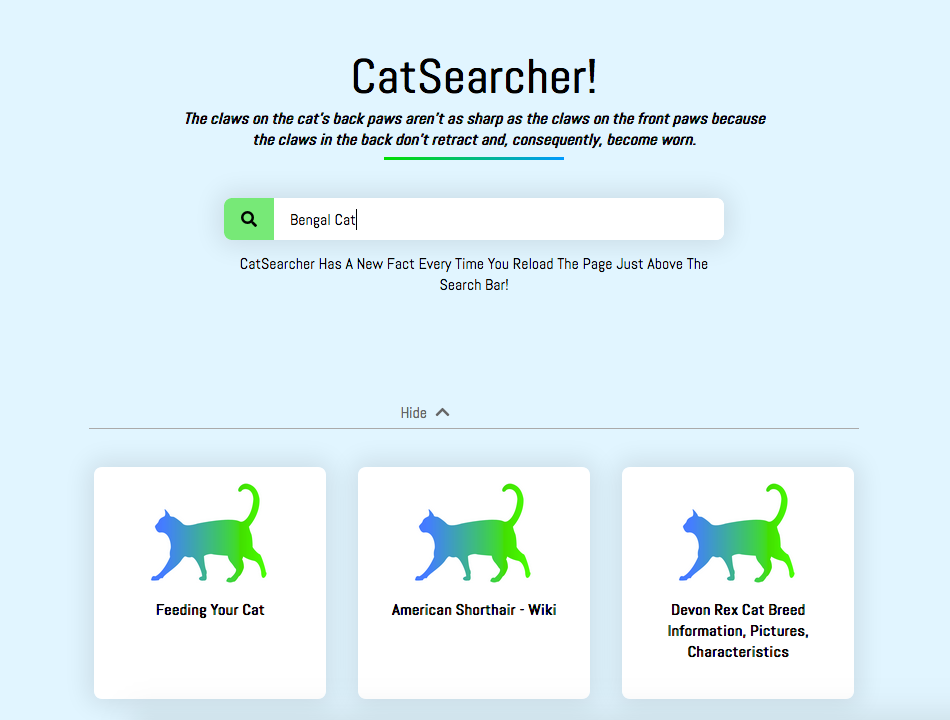 CatSearcher!
The claws on the cat's back paws aren't as sharp as the claws on the front paws because
the claws in the back don't retract and, consequently, become worn.
Bengal Cat
CatSearcher Has A New Fact Every Time You Reload The Page Just Above The
Search Bar!
Hide
Feeding Your Cat
American Shorthair - Wiki
Devon Rex Cat Breed
Information, Pictures,
Characteristics